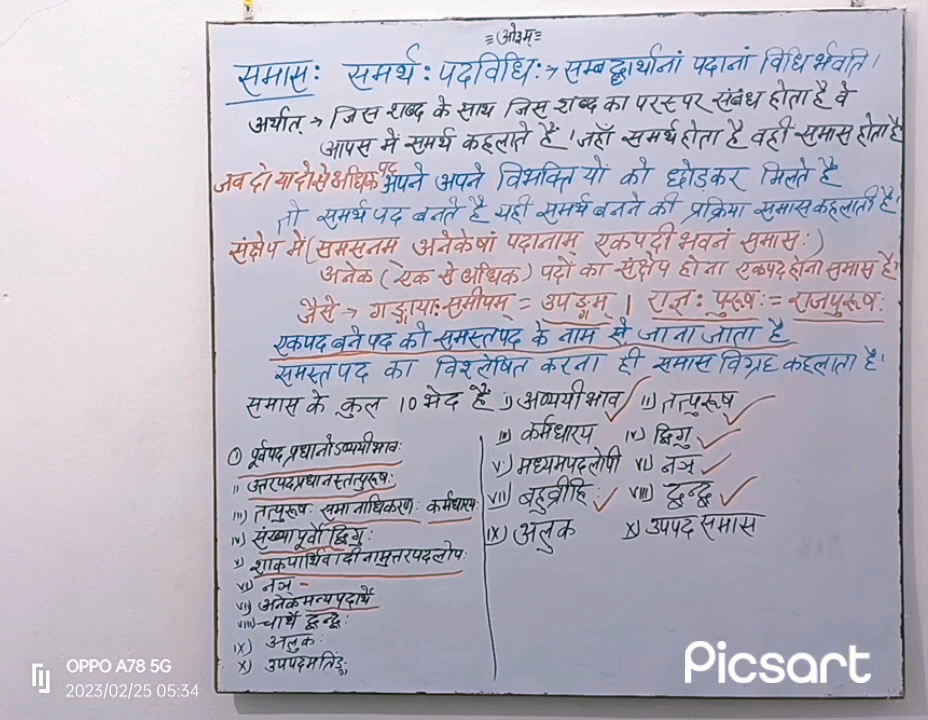 ओ३म्
समासः समर्थः पदविधिः → सम्बद्धार्थानां पदानां विधिर्भवति।
अर्थात् → जिस शब्द के साथ जिस शब्द का परस्पर संबंध होता है वे
आपस में समर्थ कहलाते हैं। जहाँ समर्थ होता है वहीं समास होता है
जब दो या दो से अधिक पद अपने अपने विभक्तियों को छोड़कर मिलते है
तो समर्थ पद बनते है यही समर्थ बनने की प्रक्रिया समास कहलाती है।
संक्षेप में (समसनम अनेकेषां पदानाम् एकपदीभवनं समासः)
अनेक (एक से अधिक) पदों का संक्षेप होना एकपद होना समास है।
जैसे → गङ्गायाः समीपम् = उपङ्गम् । राज्ञः पुरूषः = राजपुरूषः
एकपद बने पद को समस्तपद के नाम से जाना जाता है
समस्तपद का विश्लेषित करना ही समास विग्रह कहलाता है।
समास के कुल 10 भेद है i) अव्ययीभाव ✓ ii) तत्पुरूष ✓
iii) कर्मधारय iv) द्विगु ✓
v) मध्यमपदलोपी vi) नञ् ✓
vii) बहुव्रीहि ✓ viii) द्वन्द्व ✓
ix) अलुक x) उपपद समास
i) पूर्वपदप्रधानोऽव्ययीभावः
ii उत्तरपदप्रधानस्तत्पुरूषः
iii) तत्पुरूषः समानाधिकरणः कर्मधारयः
iv) संख्यापूर्वो द्विगुः
v) शाकपार्थिवादीनामुत्तरपदलोपः
vi) नञ् -
vii) अनेकमन्यपदार्थे
viii) चार्थे द्वन्द्वः
ix) अलुकः
x) उपपदमतिङ्
OPPO A78 5G
2023/02/25 05:34
Picsart